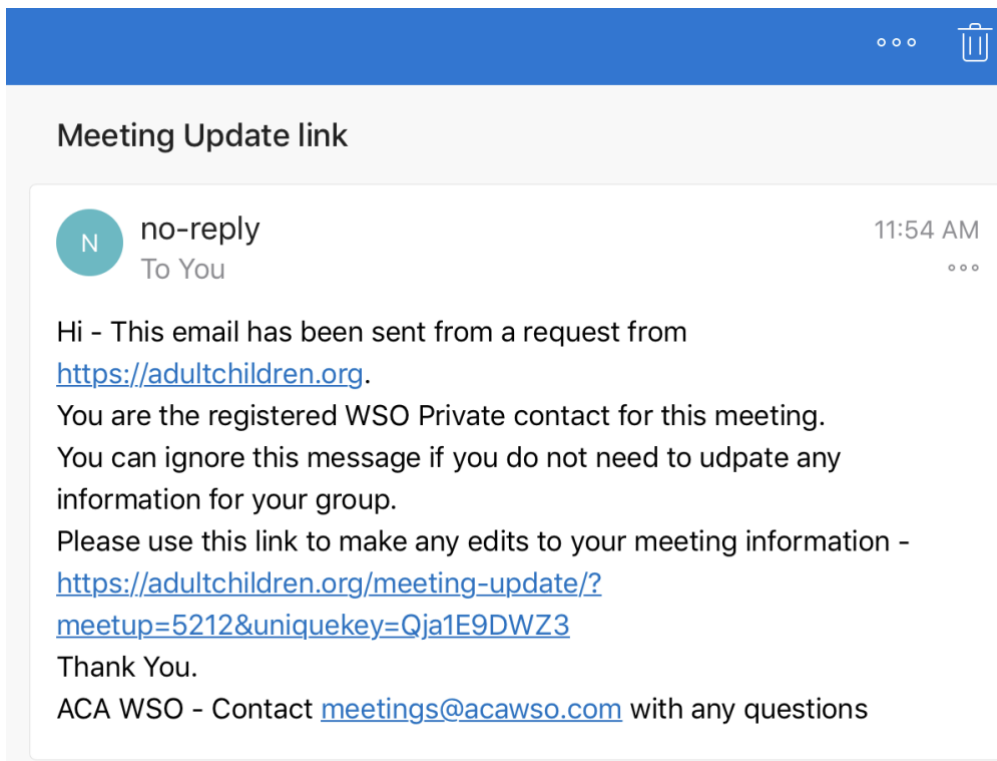 Meeting Update link
N
no-reply
11:54 AM
To You
Hi - This email has been sent from a request from
https://adultchildren.org.
You are the registered WSO Private contact for this meeting.
You can ignore this message if you do not need to udpate any
information for your group.
Please use this link to make any edits to your meeting information -
https://adultchildren.org/meeting-update/?
meetup=5212&uniquekey=Qja1E9DWZ3
Thank You.
ACA WSO - Contact meetings@acawso.com with any questions